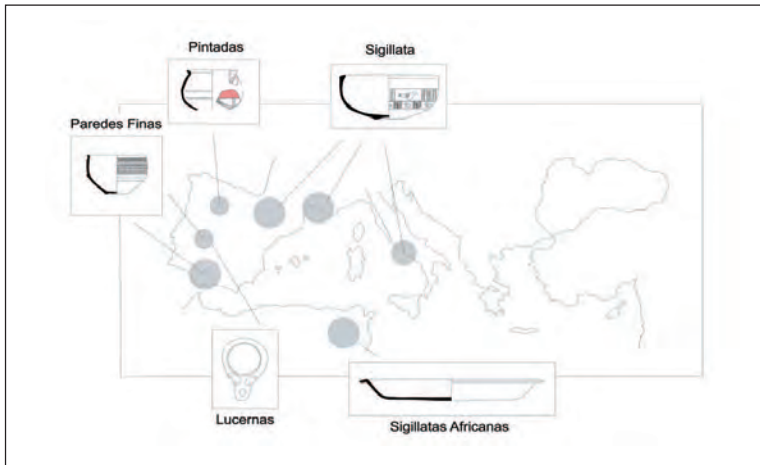 Pintadas
Sigillata
Paredes Finas
Lucernas
Sigillatas Africanas